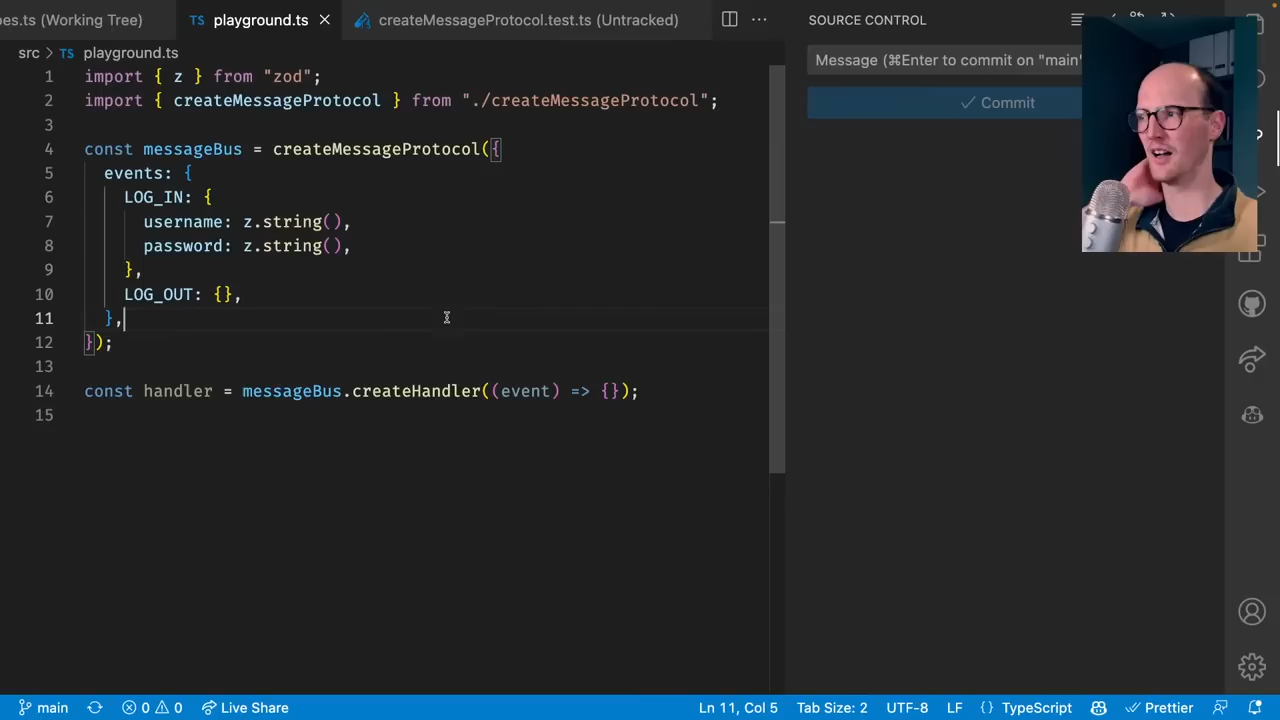 pes.ts (Working Tree)
TS playground.ts
createMessageProtocol.test.ts (Untracked)
SOURCE CONTROL
src > TS playground.ts
Message (⌘Enter to commit on "main"
✓ Commit
1 import { z } from "zod";
2 import { createMessageProtocol } from "./createMessageProtocol";
3
4 const messageBus = createMessageProtocol({
5   events: {
6     LOG_IN: {
7       username: z.string(),
8       password: z.string(),
9     },
10     LOG_OUT: {},
11   },
12 });
13
14 const handler = messageBus.createHandler((event) => {});
15
main
0
0
Live Share
Ln 11, Col 5
Tab Size: 2
UTF-8
LF
{ } TypeScript
Prettier